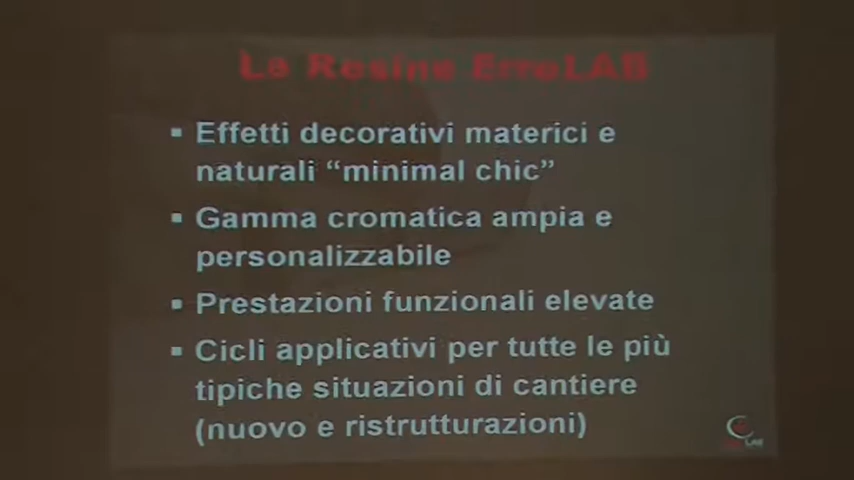 Le Resine ErreLAB
▪ Effetti decorativi materici e
naturali “minimal chic”
▪ Gamma cromatica ampia e
personalizzabile
▪ Prestazioni funzionali elevate
▪ Cicli applicativi per tutte le più
tipiche situazioni di cantiere
(nuovo e ristrutturazioni)